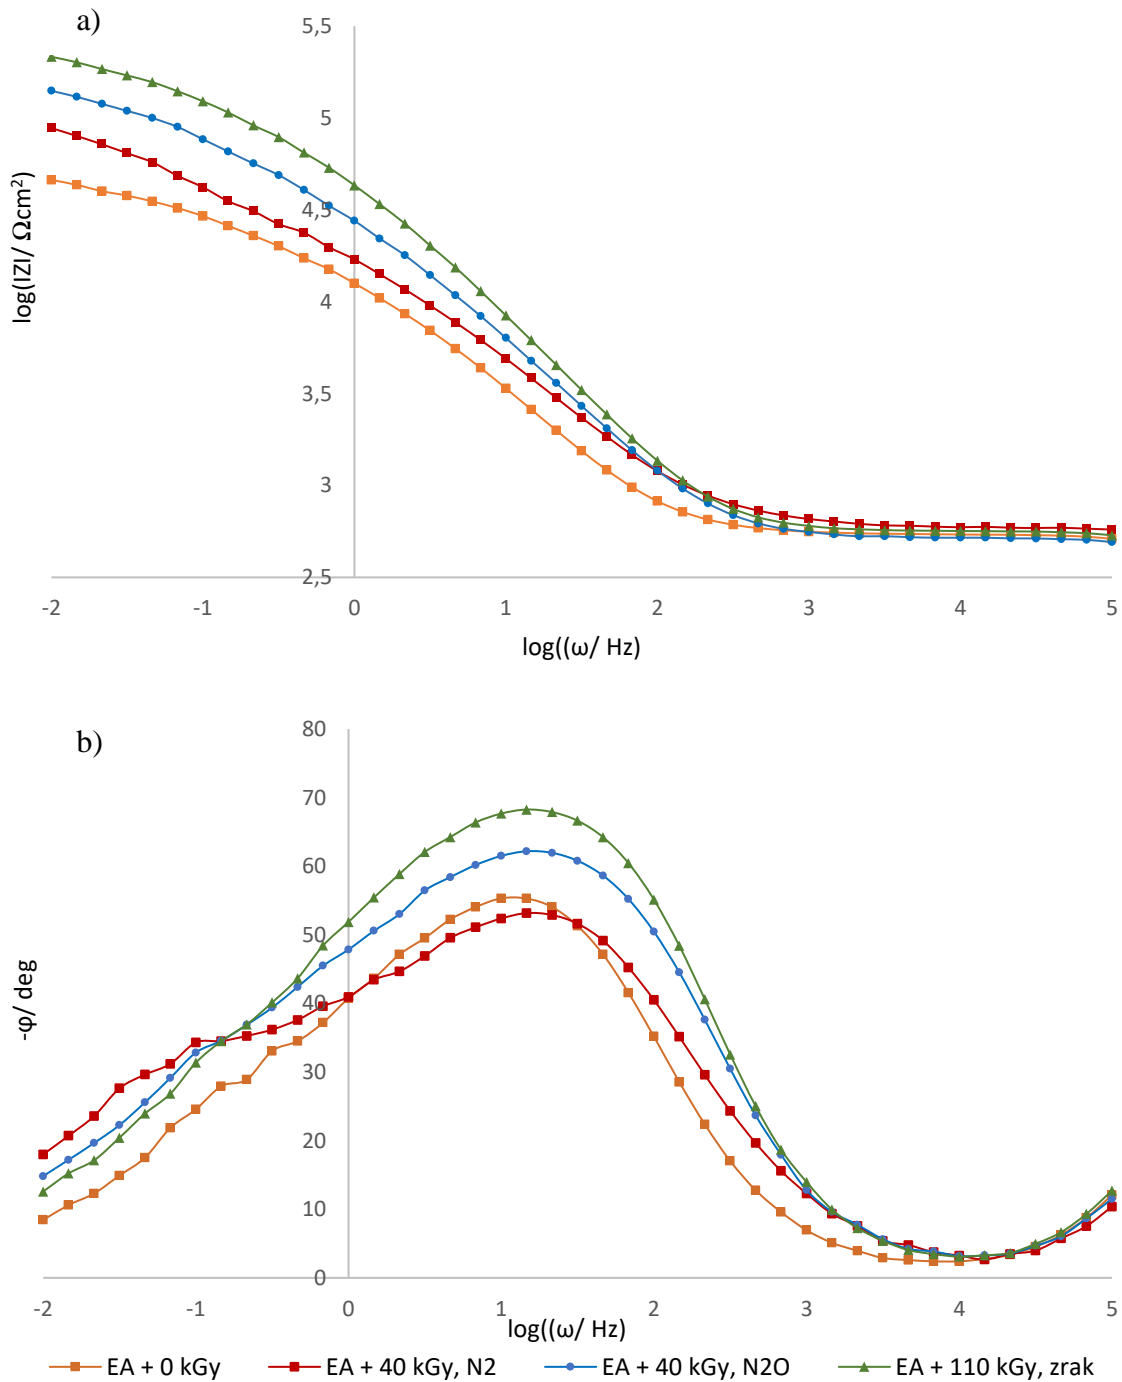 a)
5,5
5
4,5
4
3,5
3
2,5
log(IZI/ Ωcm²)
-2 -1 0 1 2 3 4 5
log((ω/ Hz)
b)
80
70
60
50
40
30
20
10
0
-φ/ deg
-2 -1 0 1 2 3 4 5
log((ω/ Hz)
EA + 0 kGy EA + 40 kGy, N2 EA + 40 kGy, N2O EA + 110 kGy, zrak